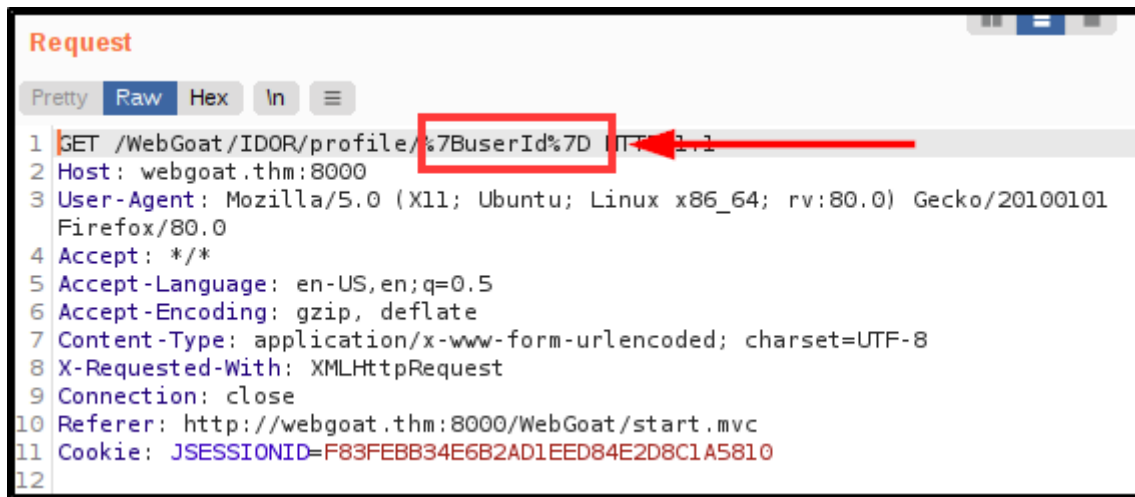 Request
Pretty Raw Hex \n
1 GET /WebGoat/IDOR/profile/%7BuserId%7D HTTP/1.1
2 Host: webgoat.thm:8000
3 User-Agent: Mozilla/5.0 (X11; Ubuntu; Linux x86_64; rv:80.0) Gecko/20100101
Firefox/80.0
4 Accept: */*
5 Accept-Language: en-US,en;q=0.5
6 Accept-Encoding: gzip, deflate
7 Content-Type: application/x-www-form-urlencoded; charset=UTF-8
8 X-Requested-With: XMLHttpRequest
9 Connection: close
10 Referer: http://webgoat.thm:8000/WebGoat/start.mvc
11 Cookie: JSESSIONID=F83FEBB34E6B2AD1EED84E2D8C1A5810
12